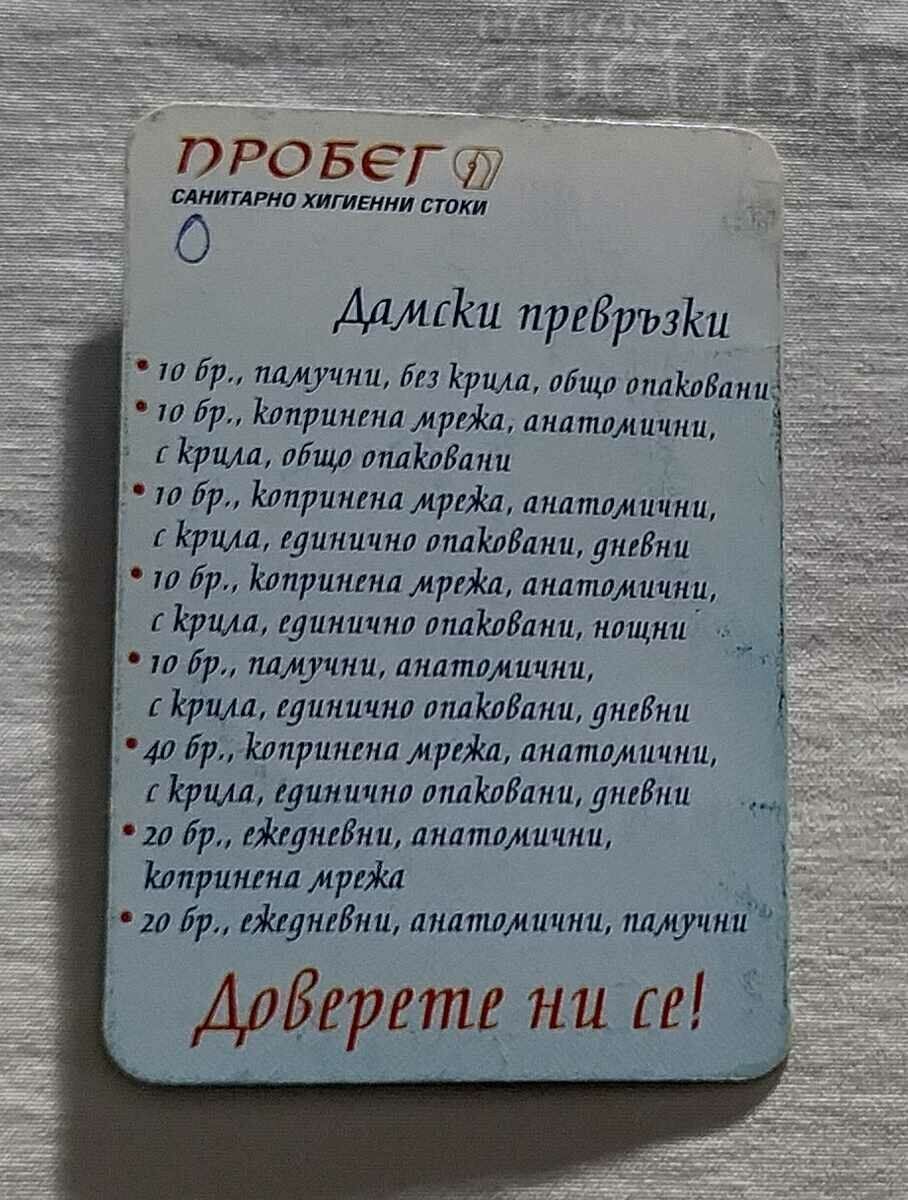 ПРОБЕГ
САНИТАРНО ХИГИЕННИ СТОКИ
Дамски превръзки
• 10 бр., памучни, без крила, общо опаковани
• 10 бр., копринена мрежа, анатомични,
с крила, общо опаковани
• 10 бр., копринена мрежа, анатомични,
с крила, единично опаковани, дневни
• 10 бр., копринена мрежа, анатомични,
с крила, единично опаковани, нощни
• 10 бр., памучни, анатомични,
с крила, единично опаковани, дневни
• 40 бр., копринена мрежа, анатомични,
с крила, единично опаковани, дневни
• 20 бр., ежедневни, анатомични,
копринена мрежа
• 20 бр., ежедневни, анатомични, памучни
Доверете ни се!